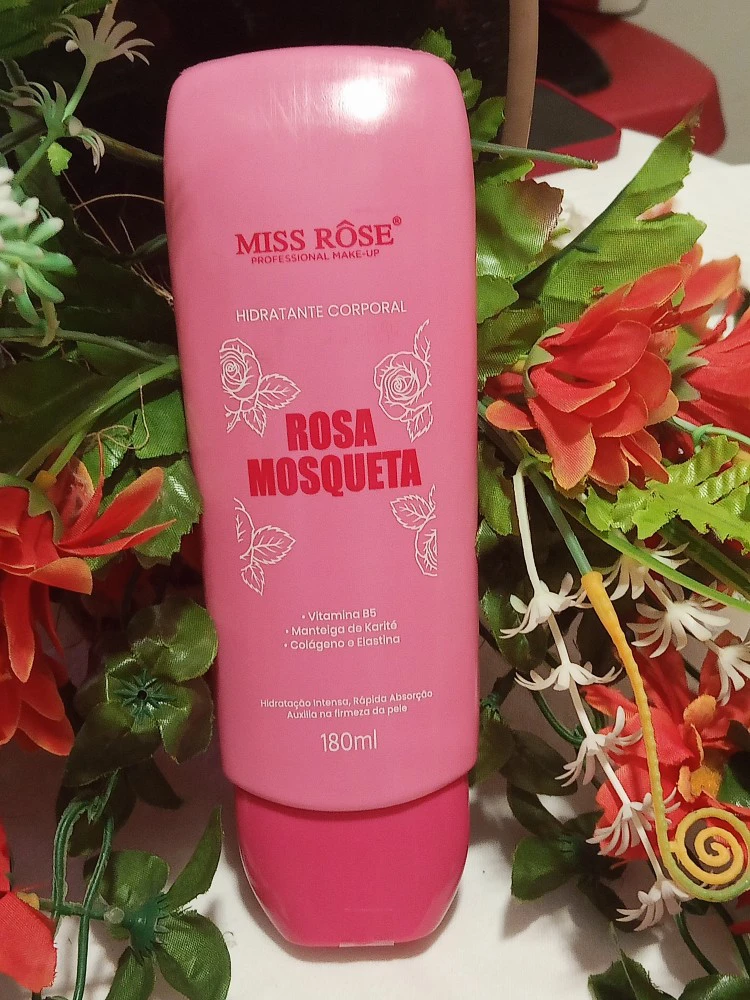 MISS RÔSE®
PROFESSIONAL MAKE-UP
HIDRATANTE CORPORAL
ROSA
MOSQUETA
• Vitamina B5
• Manteiga de Karité
• Colágeno e Elastina
Hidratação Intensa, Rápida Absorção
Auxilia na firmeza da pele
180ml